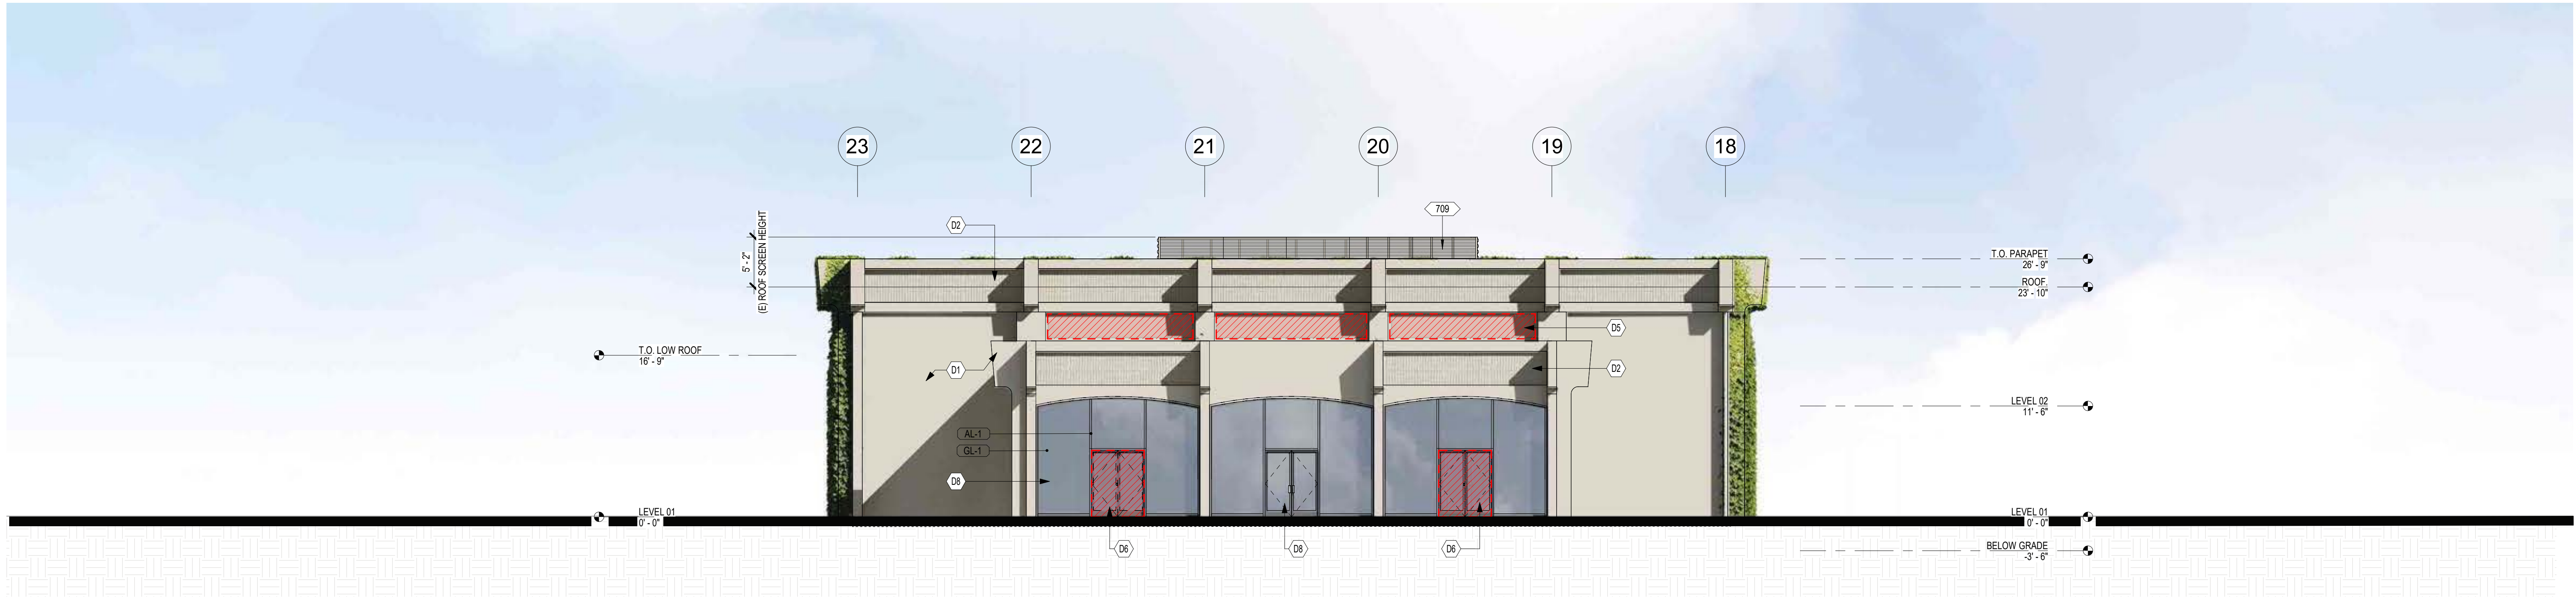 23
22
21
20
19
18
709
D2
5' - 2"
(E) ROOF SCREEN HEIGHT
T.O. PARAPET
26' - 9"
ROOF
23' - 10"
D5
T.O. LOW ROOF
16' - 9"
D1
D2
LEVEL 02
11' - 6"
AL-1
GL-1
D8
LEVEL 01
0' - 0"
LEVEL 01
0' - 0"
D6
D8
D6
BELOW GRADE
-3' - 6"